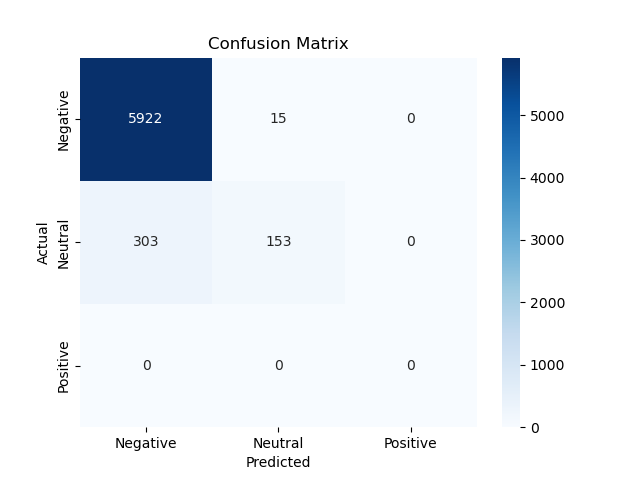 Confusion Matrix
Negative 5922 15 0
Neutral 303 153 0
Positive 0 0 0
Actual
Negative Neutral Positive
Predicted
5000
4000
3000
2000
1000
0